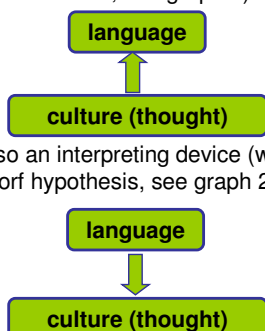 language
culture (thought)
so an interpreting device (w
orf hypothesis, see graph 2
language
culture (thought)